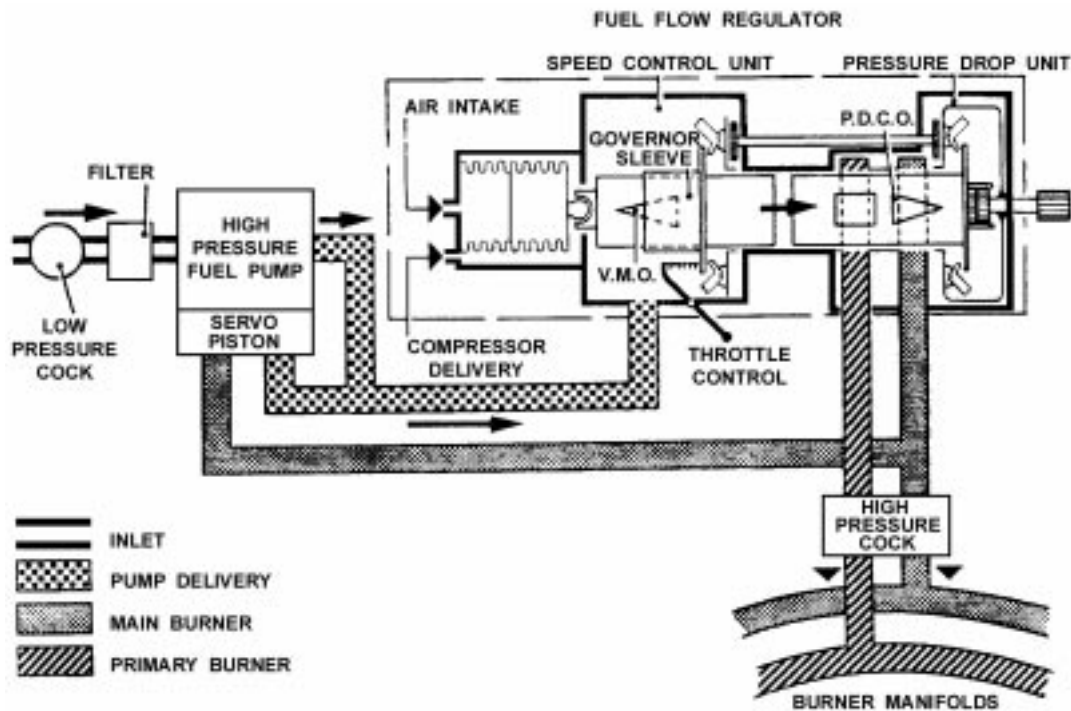 FUEL FLOW REGULATOR
SPEED CONTROL UNIT
PRESSURE DROP UNIT
AIR INTAKE
P.D.C.O.
GOVERNOR
SLEEVE
FILTER
HIGH
PRESSURE
FUEL PUMP
V.M.O.
SERVO
PISTON
LOW
PRESSURE
COCK
COMPRESSOR
DELIVERY
THROTTLE
CONTROL
HIGH
PRESSURE
COCK
INLET
PUMP DELIVERY
MAIN BURNER
PRIMARY BURNER
BURNER MANIFOLDS